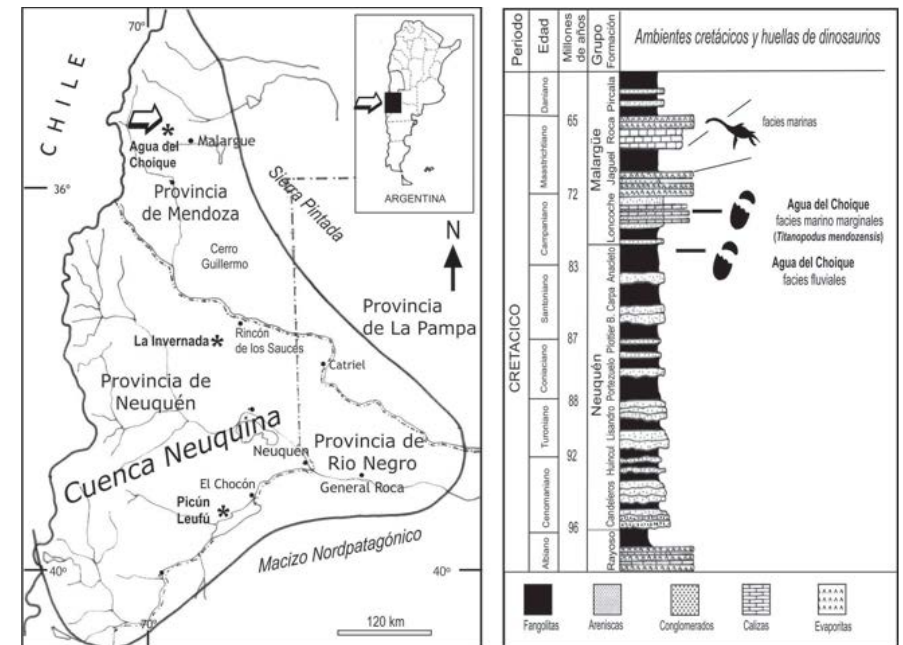 70°
CHILE
Agua del
Choique
Malargue
36°
Provincia
de Mendoza
Sierra Pintada
ARGENTINA
N
Cerro
Guillermo
Provincia
de La Pampa
La Invernada
Rincón
de los Sauces
Catriel
Provincia de
Neuquén
Cuenca Neuquina
Neuquén
Provincia de
Rio Negro
El Chocón
General Roca
Picún
Leufú
Macizo Nordpatagónico
40°
40°
70°
120 km
Periodo
Edad
Millones
de años
Grupo
Formación
Ambientes cretácicos y huellas de dinosaurios
CRETACICO
Daniano
Maastrichtiano
Campaniano
Santoniano
Coniaciano
Turoniano
Cenomaniano
Albiano
65
72
83
87
88
92
96
Malargüe
Neuquén
Pircala
Roca
Jaguel
Loncoche
Anadeto
B. Carpa
Plottier
Portezuelo
Lisandro
Huincul
Candeleros
Rayoso
facies marinas
Agua del Choique
facies marino marginales
(Titanopodus mendozensis)
Agua del Choique
facies fluviales
Fangolitas
Areniscas
Conglomerados
Calizas
Evaporitas